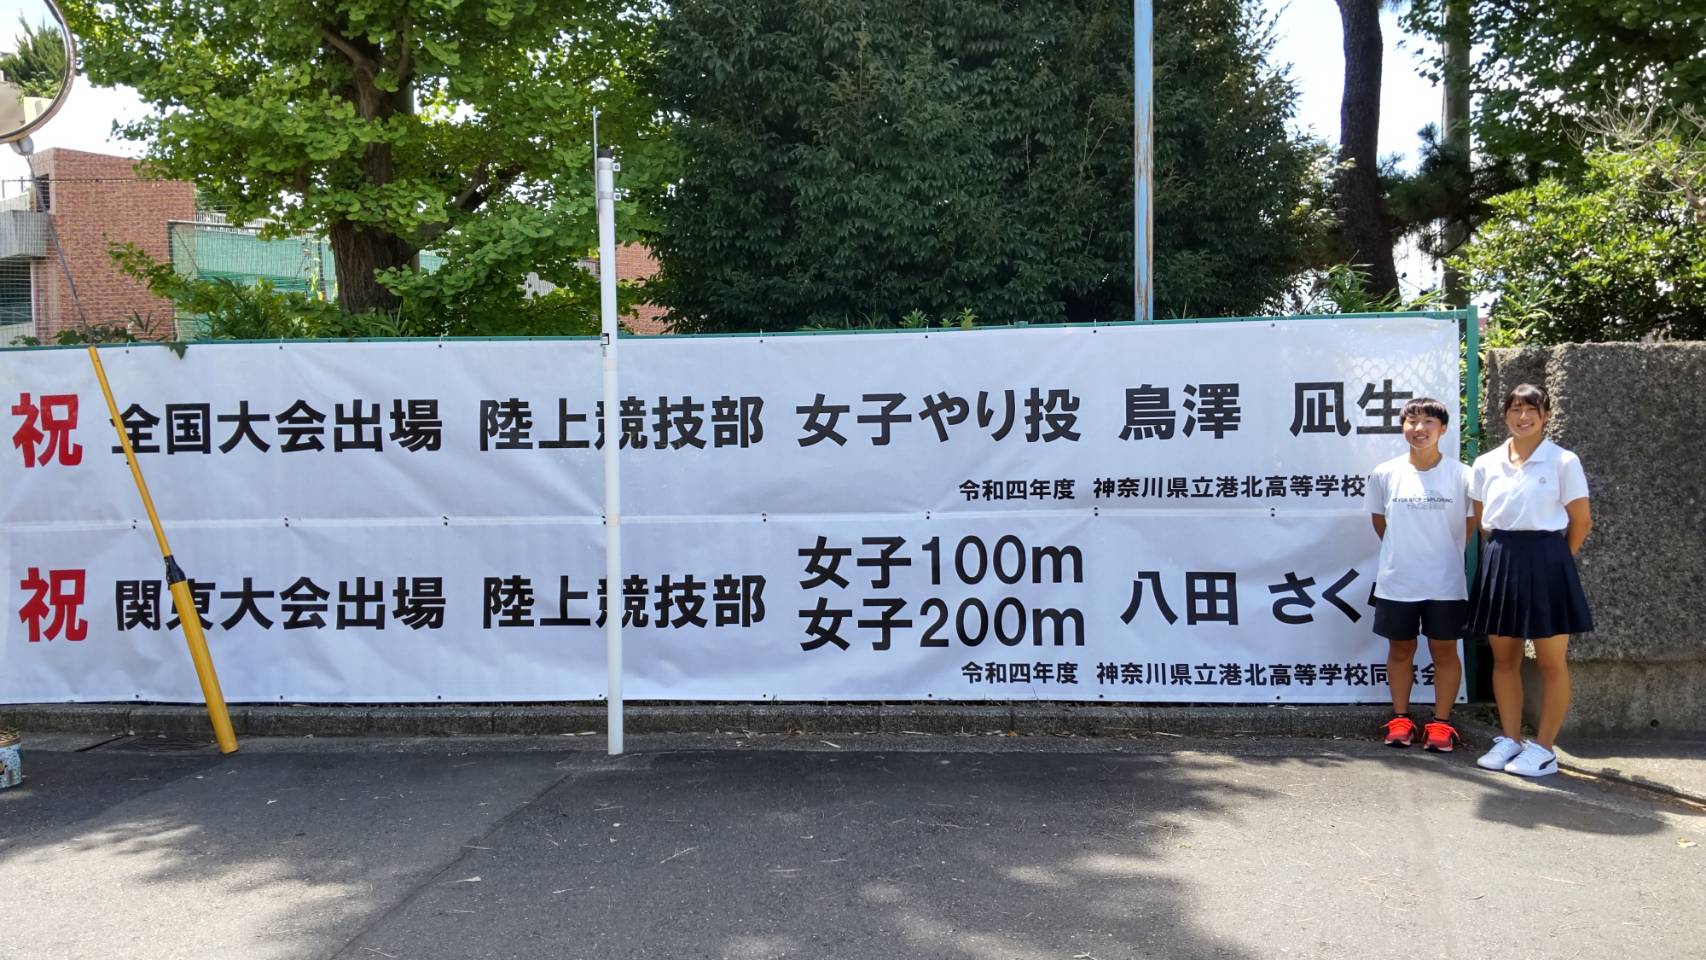 祝 全国大会出場 陸上競技部 女子やり投 鳥澤 凪生
令和四年度 神奈川県立港北高等学校
祝 関東大会出場 陸上競技部 女子100m 女子200m 八田 さく
令和四年度 神奈川県立港北高等学校同窓会